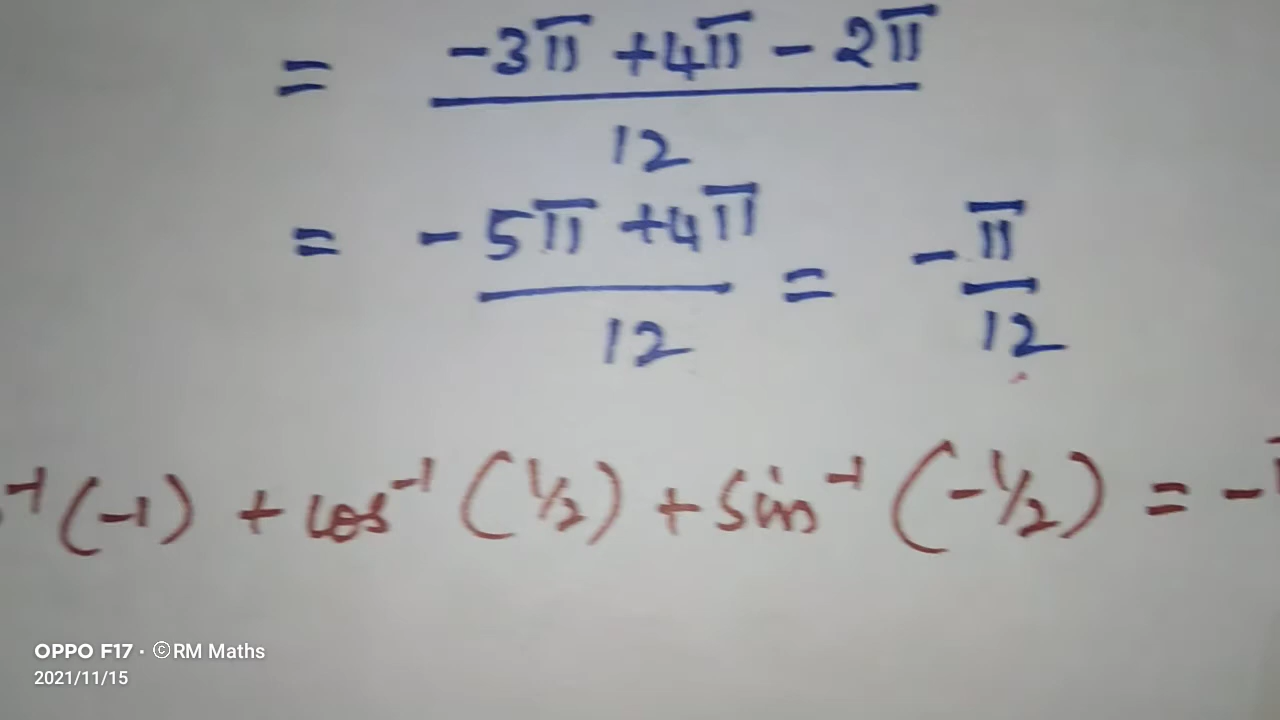 = -3π + 4π - 2π
12
= -5π + 4π = -π
12 12
⁻¹(-1) + cos⁻¹(1/2) + sin⁻¹(-1/2) = -
OPPO F17 · ©RM Maths
2021/11/15